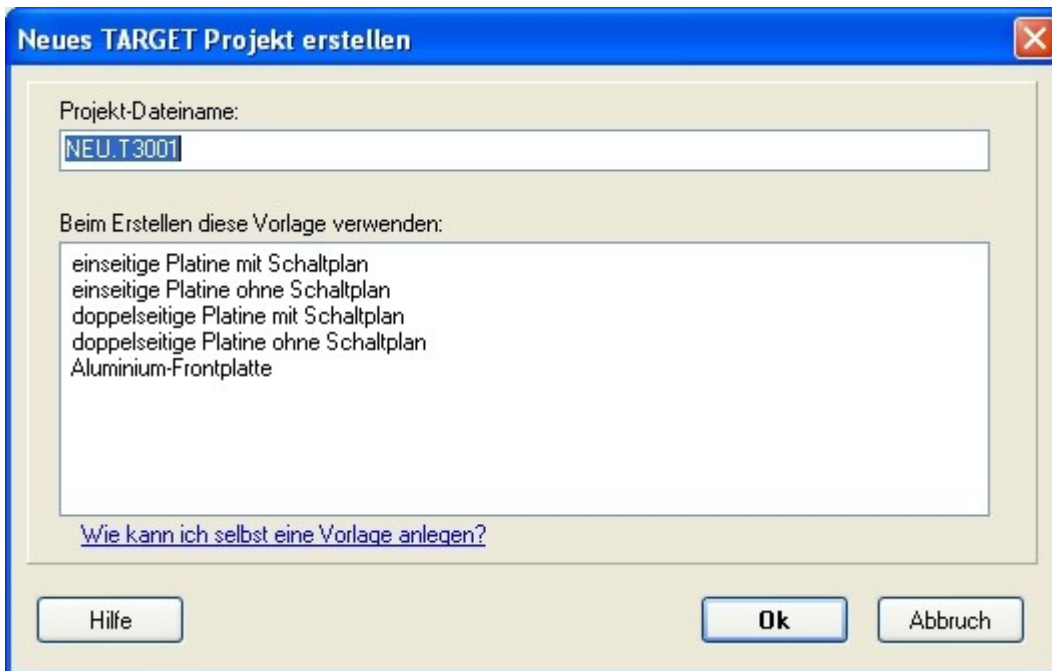 Neues TARGET Projekt erstellen
Projekt-Dateiname:
NEU.T3001
Beim Erstellen diese Vorlage verwenden:
einseitige Platine mit Schaltplan
einseitige Platine ohne Schaltplan
doppelseitige Platine mit Schaltplan
doppelseitige Platine ohne Schaltplan
Aluminium-Frontplatte
Wie kann ich selbst eine Vorlage anlegen?
Hilfe Ok Abbruch